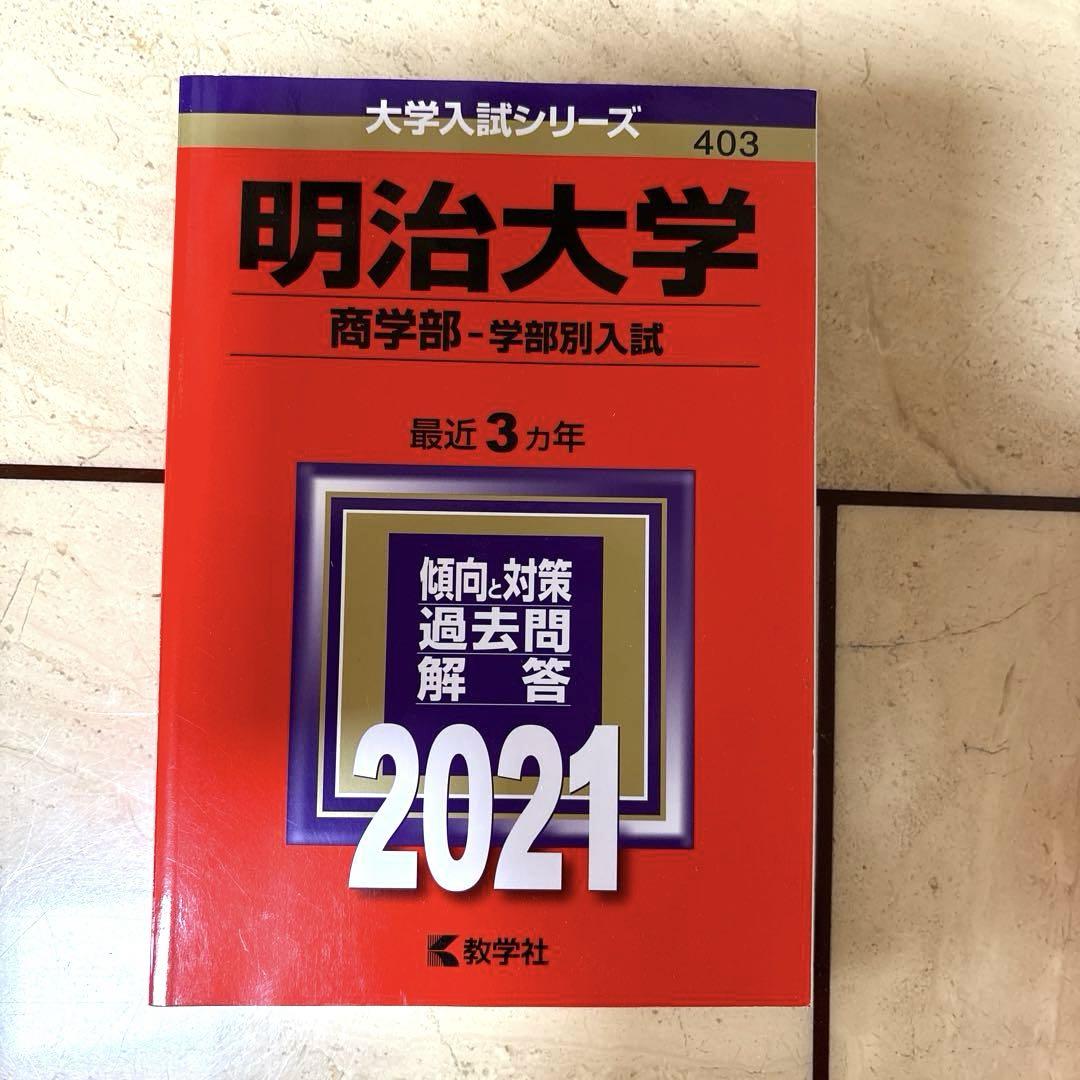 大学入試シリーズ
403
明治大学
商学部-学部別入試
最近3カ年
傾向と対策
過去問
解答
2021
教学社